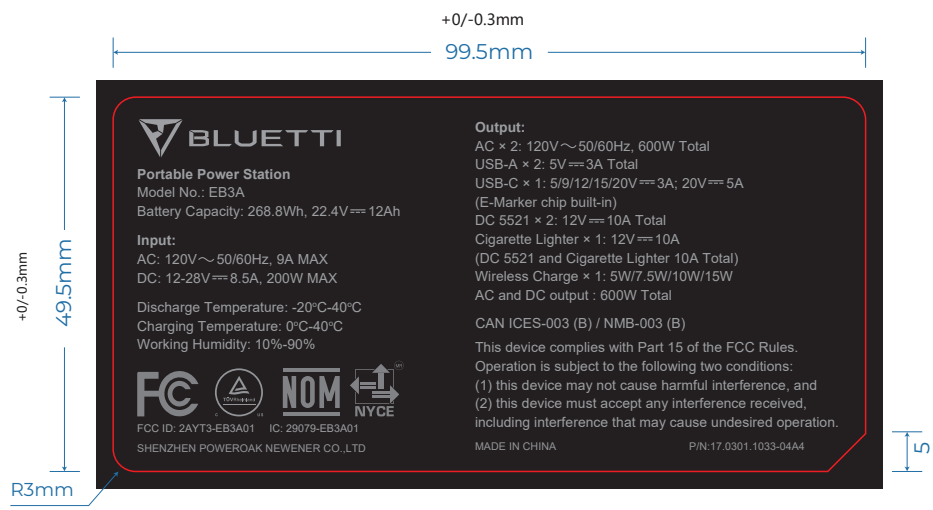 +0/-0.3mm
99.5mm
+0/-0.3mm
49.5mm
BLUETTI
Portable Power Station
Model No.: EB3A
Battery Capacity: 268.8Wh, 22.4V⎓12Ah
Input:
AC: 120V～50/60Hz, 9A MAX
DC: 12-28V⎓8.5A, 200W MAX
Discharge Temperature: -20°C-40°C
Charging Temperature: 0°C-40°C
Working Humidity: 10%-90%
FC
TÜVRheinland
C US
NOM
NYCE
FCC ID: 2AYT3-EB3A01 IC: 29079-EB3A01
SHENZHEN POWEROAK NEWENER CO.,LTD
Output:
AC × 2: 120V～50/60Hz, 600W Total
USB-A × 2: 5V⎓3A Total
USB-C × 1: 5/9/12/15/20V⎓3A; 20V⎓5A
(E-Marker chip built-in)
DC 5521 × 2: 12V⎓10A Total
Cigarette Lighter × 1: 12V⎓10A
(DC 5521 and Cigarette Lighter 10A Total)
Wireless Charge × 1: 5W/7.5W/10W/15W
AC and DC output : 600W Total
CAN ICES-003 (B) / NMB-003 (B)
This device complies with Part 15 of the FCC Rules.
Operation is subject to the following two conditions:
(1) this device may not cause harmful interference, and
(2) this device must accept any interference received,
including interference that may cause undesired operation.
MADE IN CHINA P/N:17.0301.1033-04A4
5
R3mm